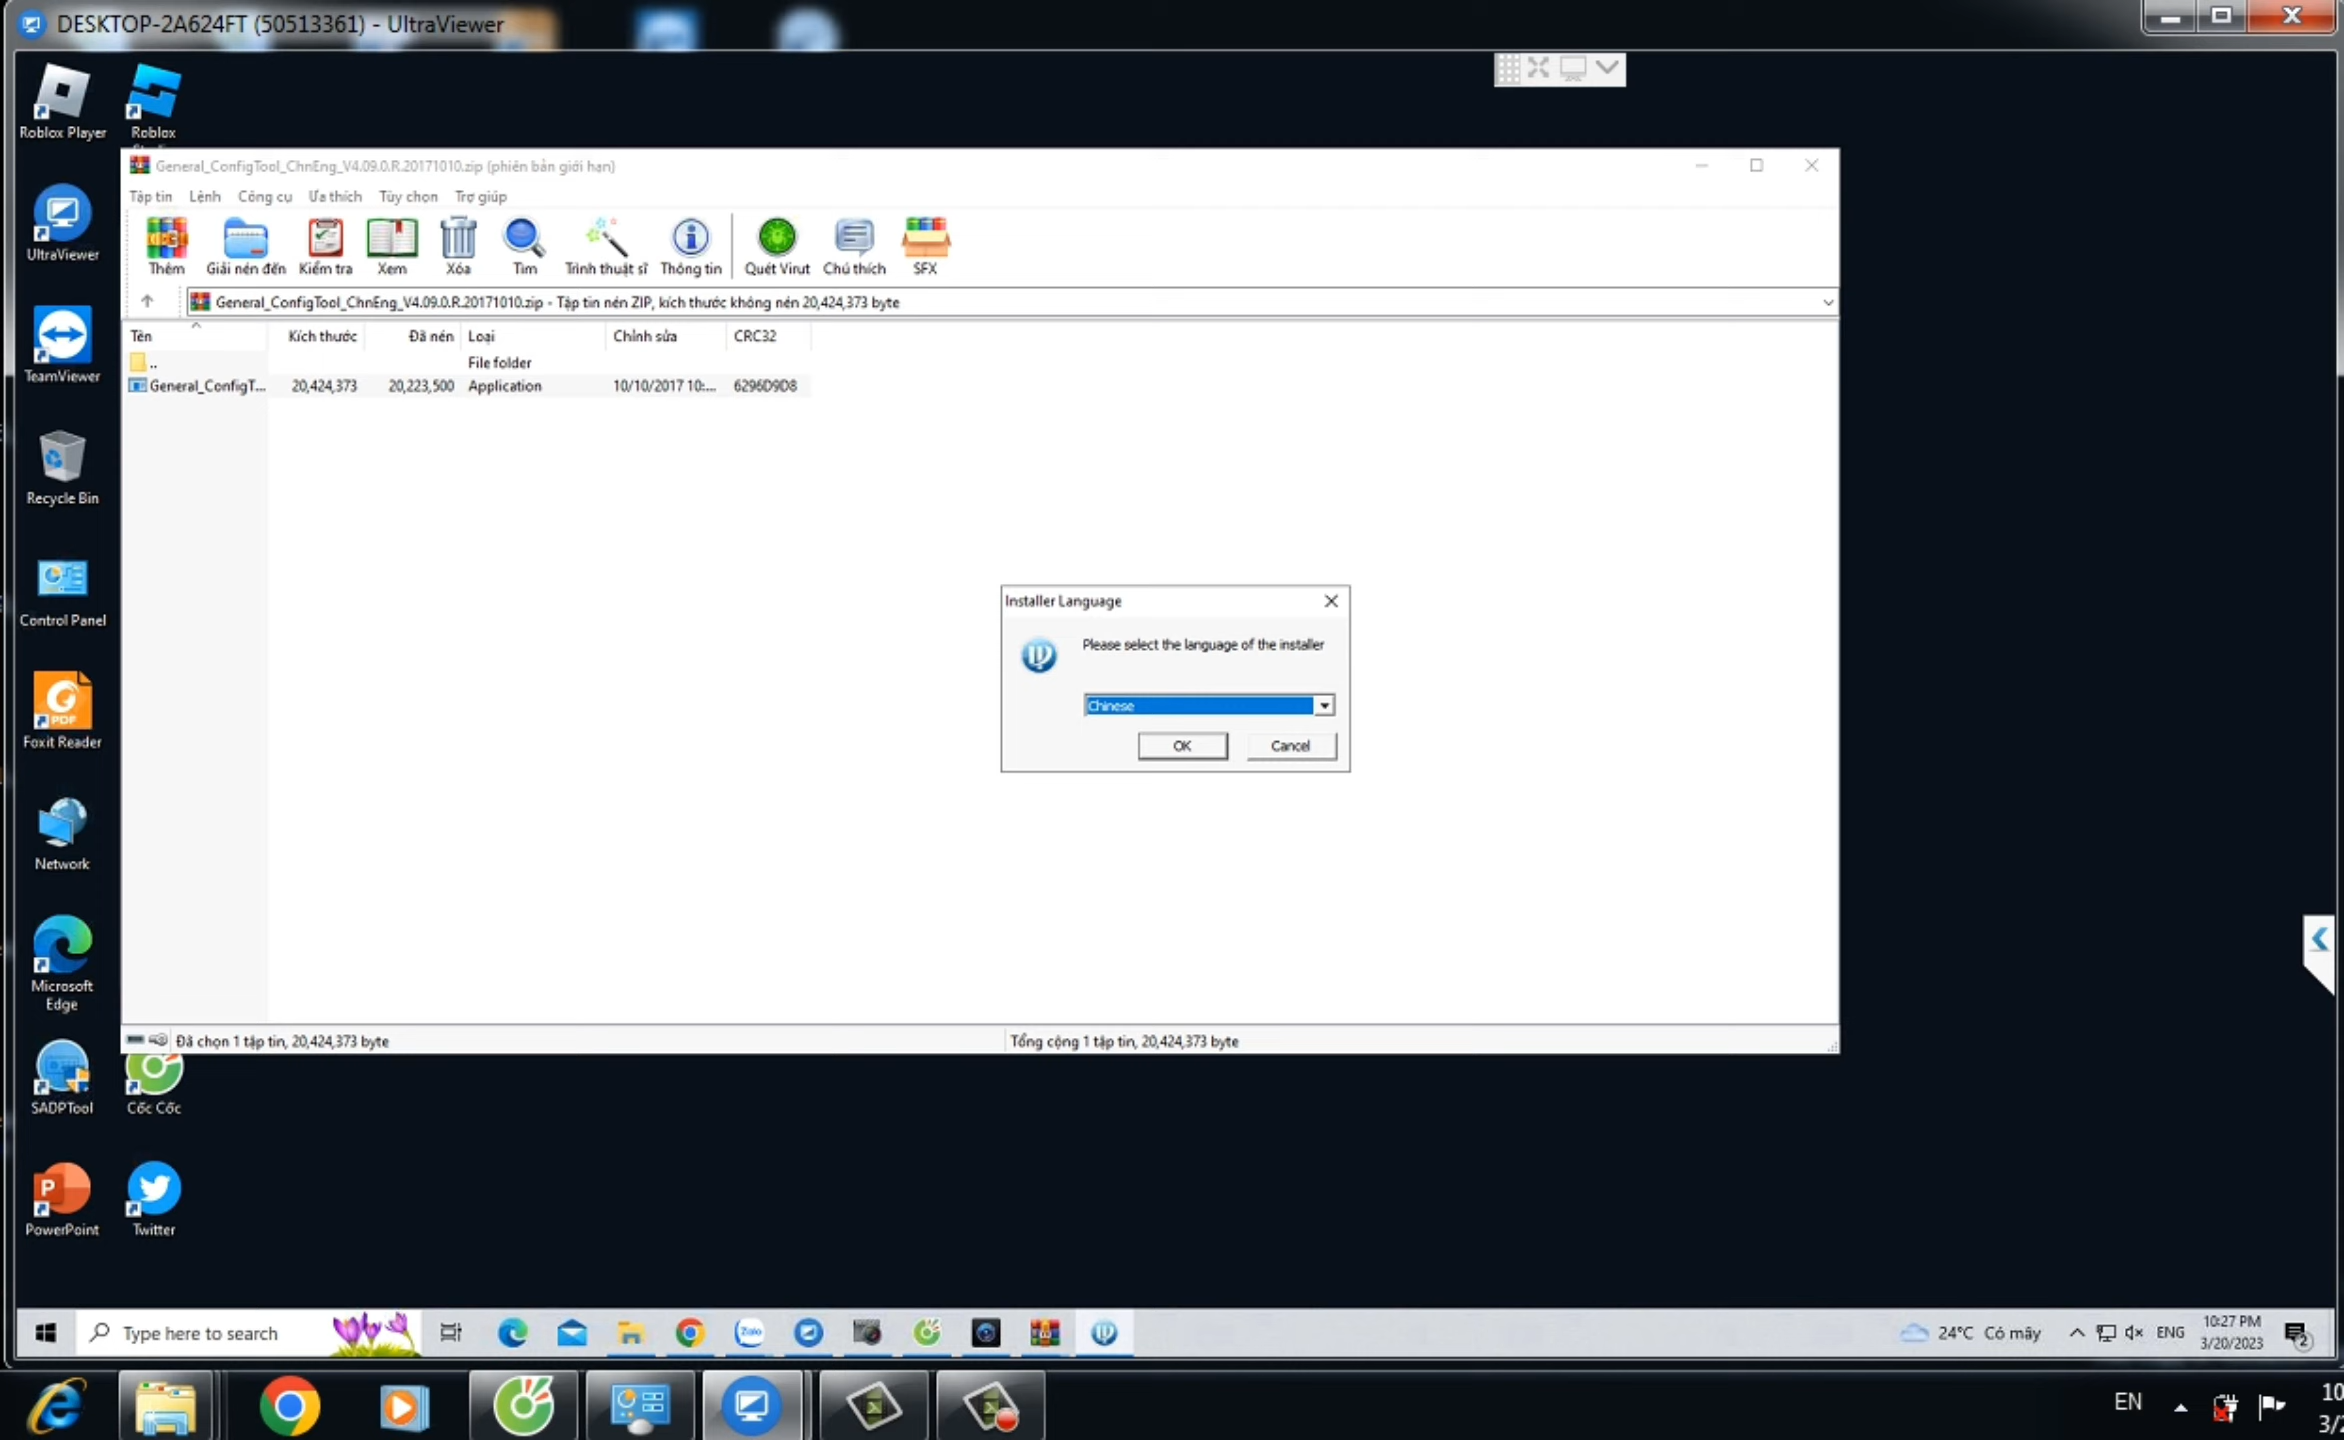 DESKTOP-2A624FT (50513361) - UltraViewer
Roblox Player
Roblox
UltraViewer
TeamViewer
Recycle Bin
Control Panel
Foxit Reader
Network
Microsoft
Edge
SADPTool
Cốc Cốc
PowerPoint
Twitter
General_ConfigTool_ChnEng_V4.09.0.R.20171010.zip (phiên bản giới hạn)
Tập tin Lệnh Công cụ Ưa thích Tùy chọn Trợ giúp
Thêm Giải nén đến Kiểm tra Xem Xóa Tìm Trình thuật sĩ Thông tin Quét Virut Chú thích SFX
General_ConfigTool_ChnEng_V4.09.0.R.20171010.zip - Tập tin nén ZIP, kích thước không nén 20,424,373 byte
Tên Kích thước Đã nén Loại Chỉnh sửa CRC32
.. File folder
General_ConfigT... 20,424,373 20,223,500 Application 10/10/2017 10:... 6296D9D8
Installer Language
Please select the language of the installer
Chinese
OK Cancel
Đã chọn 1 tập tin, 20,424,373 byte
Tổng cộng 1 tập tin, 20,424,373 byte
Type here to search
Zalo
24°C Có mây
ENG
10:27 PM
3/20/2023
2
EN